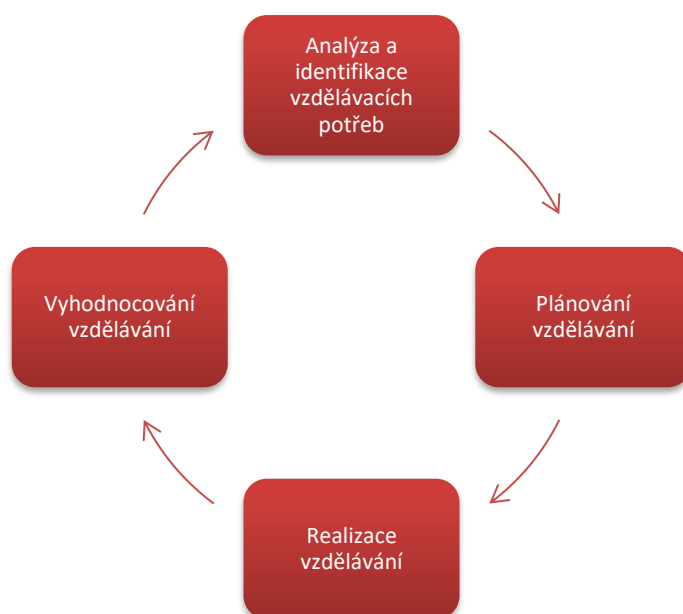 Analýza a
identifikace
vzdělávacích
potřeb
Plánování
vzdělávání
Realizace
vzdělávání
Vyhodnocování
vzdělávání